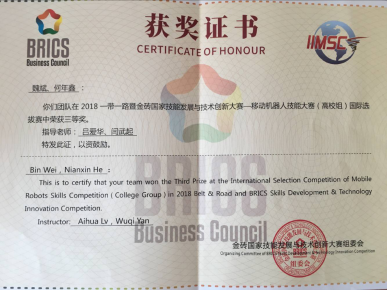 BRICS
Business Council
获奖证书
CERTIFICATE OF HONOUR
IIMSC
魏斌、何年鑫：
你们团队在 2018 一带一路暨金砖国家技能发展与技术创新大赛—移动机器人技能大赛（高校组）国际选
拔赛中荣获三等奖。
指导老师： 吕爱华、闫武起
特发此证，以资鼓励。
Bin Wei , Nianxin He :
This is to certify that your team won the Third Prize at the International Selection Competition of Mobile
Robots Skills Competition ( College Group ) in 2018 Belt & Road and BRICS Skills Development & Technology
Innovation Competition.
Instructor: Aihua Lv , Wuqi Yan
BRICS
Business Council
金砖国家技能发展与技术创新大赛组委会
Organizing Committee of BRICS Skills Development & Technology Innovation Competition
组委会